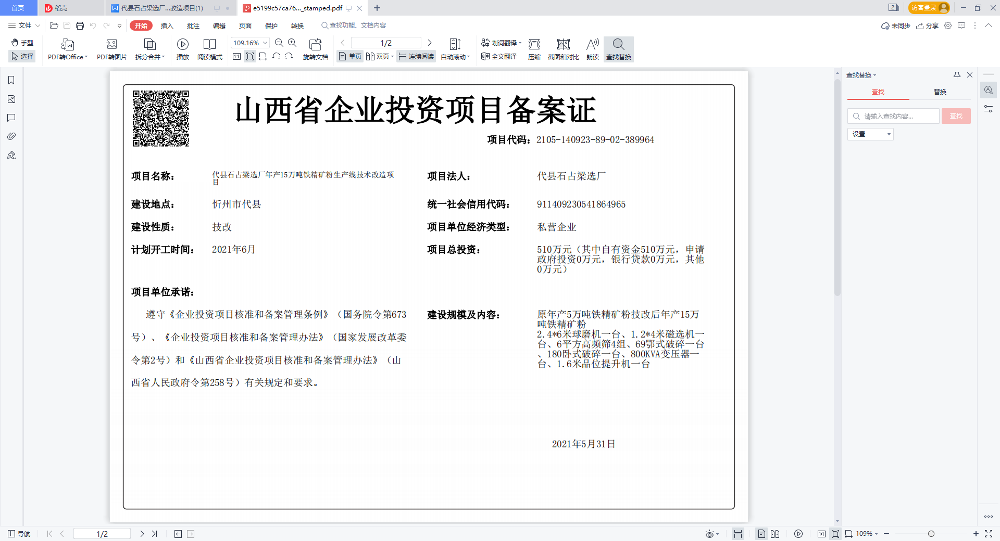 首页
稻壳
代县石占梁选厂...改造项目(1)
e5199c57ca76..._stamped.pdf
2
访客登录
文件
开始
插入
批注
编辑
页面
保护
转换
查找功能、文档内容
未同步
分享
手型
选择
PDF转Office
PDF转图片
拆分合并
播放
阅读模式
109.16%
1:1
旋转文档
1/2
单页
双页
连续阅读
自动滚动
划词翻译
全文翻译
压缩
截图和对比
朗读
查找替换
山西省企业投资项目备案证
项目代码：2105-140923-89-02-389964
项目名称：
代县石占梁选厂年产15万吨铁精矿粉生产线技术改造项
目
项目法人：
代县石占梁选厂
建设地点：
忻州市代县
统一社会信用代码：
911409230541864965
建设性质：
技改
项目单位经济类型：
私营企业
计划开工时间：
2021年6月
项目总投资：
510万元（其中自有资金510万元，申请
政府投资0万元，银行贷款0万元，其他
0万元）
项目单位承诺：
遵守《企业投资项目核准和备案管理条例》（国务院令第673
号）、《企业投资项目核准和备案管理办法》（国家发展改革委
令第2号）和《山西省企业投资项目核准和备案管理办法》（山
西省人民政府令第258号）有关规定和要求。
建设规模及内容：
原年产5万吨铁精矿粉技改后年产15万
吨铁精矿粉
2.4*6米球磨机一台、1.2*4米磁选机一
台、6平方高频筛4组、69鄂式破碎一台
、180卧式破碎一台、800KVA变压器一
台、1.6米品位提升机一台
2021年5月31日
查找替换
查找
替换
请输入查找内容...
查找
设置
导航
1/2
1:1
109%